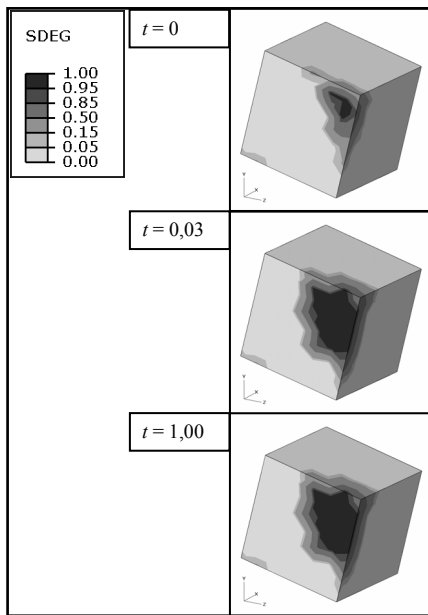 SDEG
1.00
0.95
0.85
0.50
0.15
0.05
0.00
t = 0
Y
X
Z
t = 0,03
Y
X
Z
t = 1,00
Y
X
Z